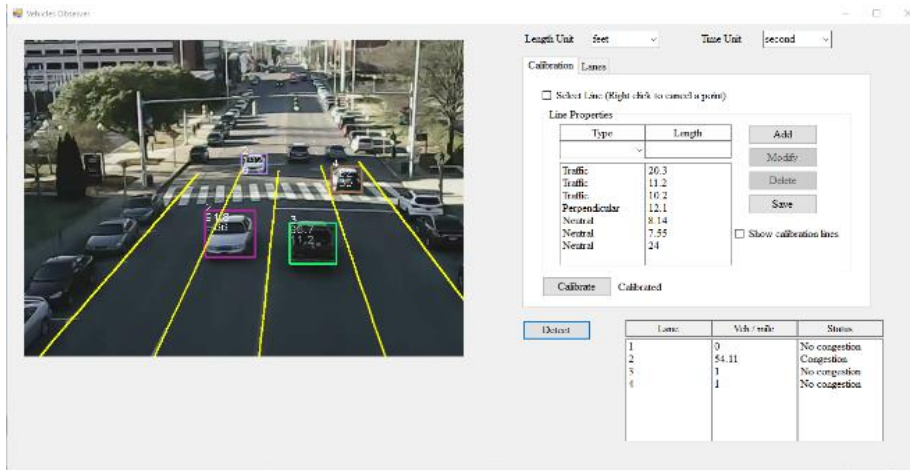 Vehicles Observer
Length Unit feet Time Unit second
Calibration Lanes
Select Line (Right click to cancel a point)
Line Properties
Type Length
Add
Modify
Delete
Save
Traffic 20.3
Traffic 11.2
Traffic 10.2
Perpendicular 12.1
Neutral 8.14
Neutral 7.55
Neutral 24
Show calibration lines
Calibrate Calibrated
Detect
Lane Veh / mile Status
1 0 No congestion
2 54.11 Congestion
3 1 No congestion
4 1 No congestion